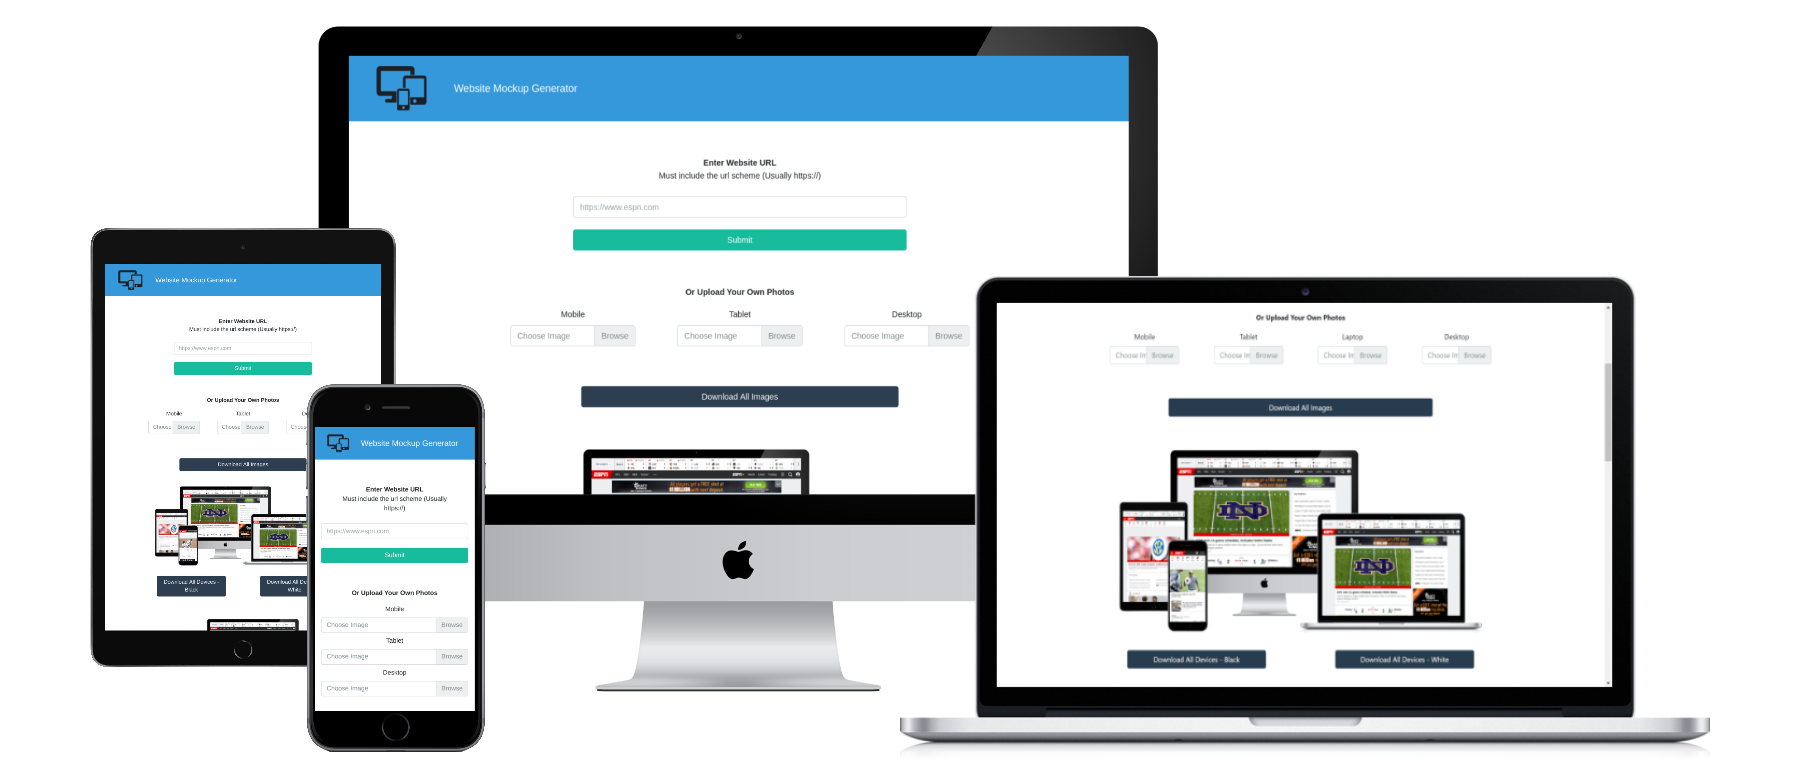 Website Mockup Generator
Enter Website URL
Must include the url scheme (Usually https://)
https://www.espn.com
Submit
Or Upload Your Own Photos
Mobile Tablet Desktop
Choose Image Browse Choose Image Browse Choose Image Browse
Download All Images
Website Mockup Generator
Enter Website URL
Must include the url scheme (Usually https://)
https://www.espn.com
Submit
Or Upload Your Own Photos
Mobile Tablet De
Choose Browse Choose Browse Choos
Download All Images
Download All Devices -
Black
Download All De
White
Website Mockup Generator
Enter Website URL
Must include the url scheme (Usually
https://)
https://www.espn.com
Submit
Or Upload Your Own Photos
Mobile
Choose Image Browse
Tablet
Choose Image Browse
Desktop
Choose Image Browse
Or Upload Your Own Photos
Mobile Tablet Laptop Desktop
Choose Im Browse Choose Im Browse Choose Im Browse Choose Im Browse
Download All Images
Download All Devices - Black
Download All Devices - White